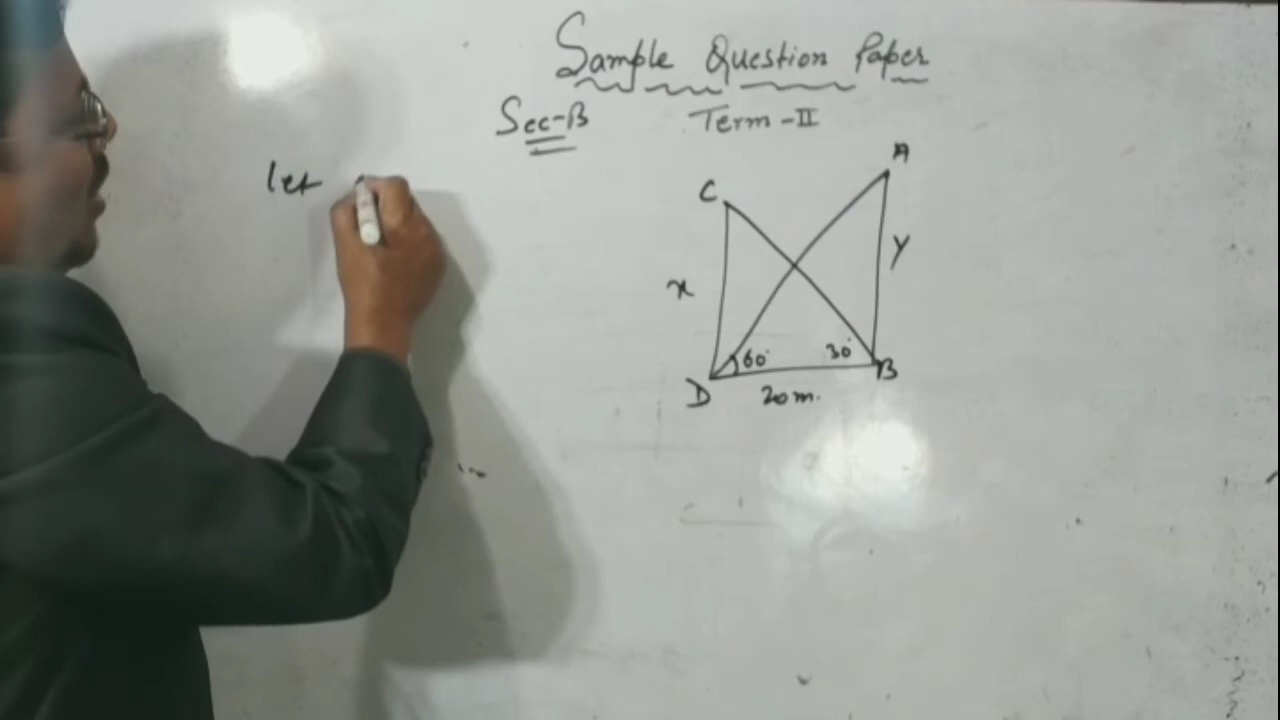 Sample Question Paper
Sec-B Term-II
let
A
C
y
x
60° 30°
B
D 20m.